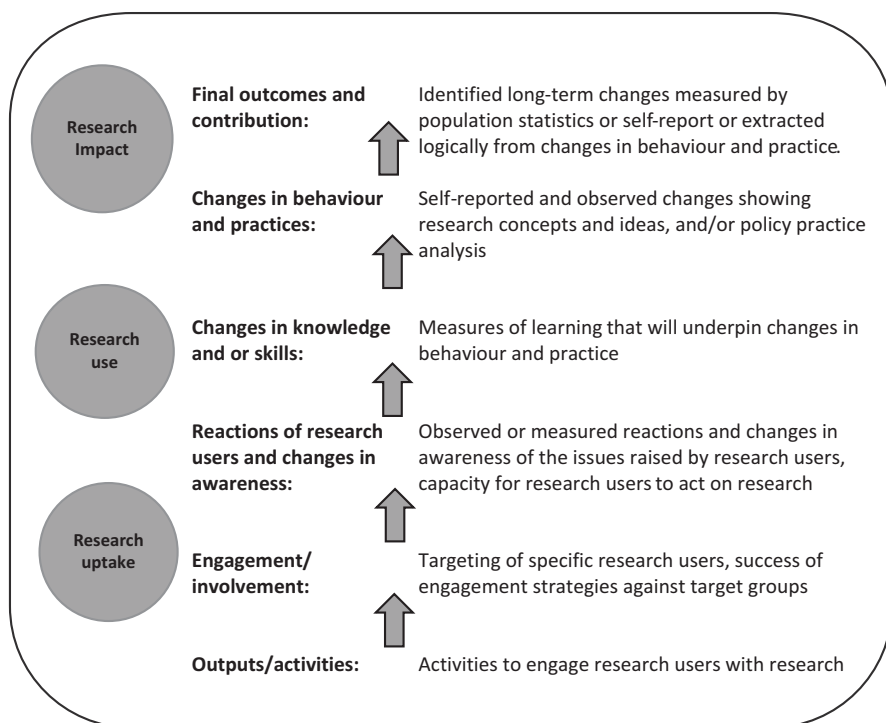 Research
Impact
Final outcomes and
contribution:
Identified long-term changes measured by
population statistics or self-report or extracted
logically from changes in behaviour and practice.
Changes in behaviour
and practices:
Self-reported and observed changes showing
research concepts and ideas, and/or policy practice
analysis
Research
use
Changes in knowledge
and or skills:
Measures of learning that will underpin changes in
behaviour and practice
Reactions of research
users and changes in
awareness:
Observed or measured reactions and changes in
awareness of the issues raised by research users,
capacity for research users to act on research
Research
uptake
Engagement/
involvement:
Targeting of specific research users, success of
engagement strategies against target groups
Outputs/activities:
Activities to engage research users with research